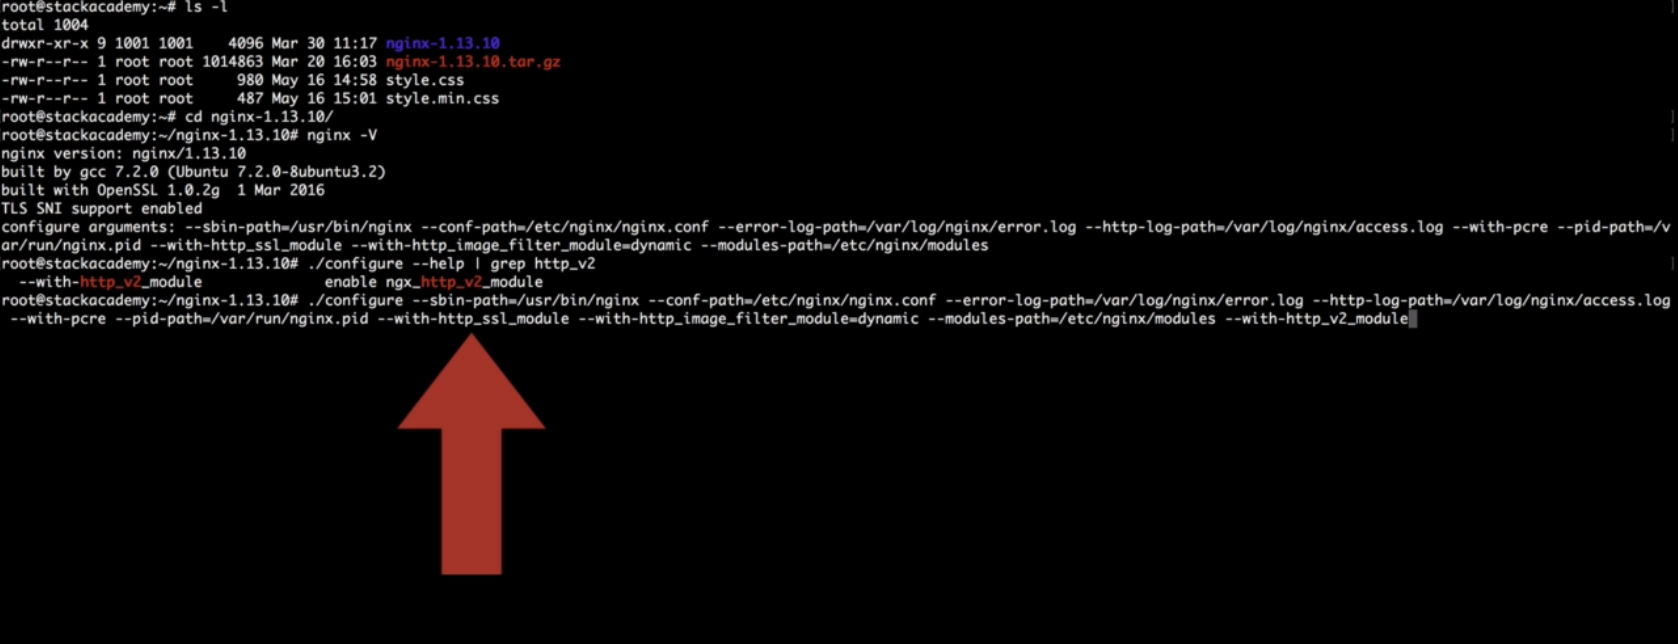 root@stackacademy:~# ls -l
total 1004
drwxr-xr-x 9 1001 1001    4096 Mar 30 11:17 nginx-1.13.10
-rw-r--r-- 1 root root 1014863 Mar 20 16:03 nginx-1.13.10.tar.gz
-rw-r--r-- 1 root root     980 May 16 14:58 style.css
-rw-r--r-- 1 root root     487 May 16 15:01 style.min.css
root@stackacademy:~# cd nginx-1.13.10/
root@stackacademy:~/nginx-1.13.10# nginx -V
nginx version: nginx/1.13.10
built by gcc 7.2.0 (Ubuntu 7.2.0-8ubuntu3.2)
built with OpenSSL 1.0.2g  1 Mar 2016
TLS SNI support enabled
configure arguments: --sbin-path=/usr/bin/nginx --conf-path=/etc/nginx/nginx.conf --error-log-path=/var/log/nginx/error.log --http-log-path=/var/log/nginx/access.log --with-pcre --pid-path=/v
ar/run/nginx.pid --with-http_ssl_module --with-http_image_filter_module=dynamic --modules-path=/etc/nginx/modules
root@stackacademy:~/nginx-1.13.10# ./configure --help | grep http_v2
  --with-http_v2_module              enable ngx_http_v2_module
root@stackacademy:~/nginx-1.13.10# ./configure --sbin-path=/usr/bin/nginx --conf-path=/etc/nginx/nginx.conf --error-log-path=/var/log/nginx/error.log --http-log-path=/var/log/nginx/access.log
 --with-pcre --pid-path=/var/run/nginx.pid --with-http_ssl_module --with-http_image_filter_module=dynamic --modules-path=/etc/nginx/modules --with-http_v2_module